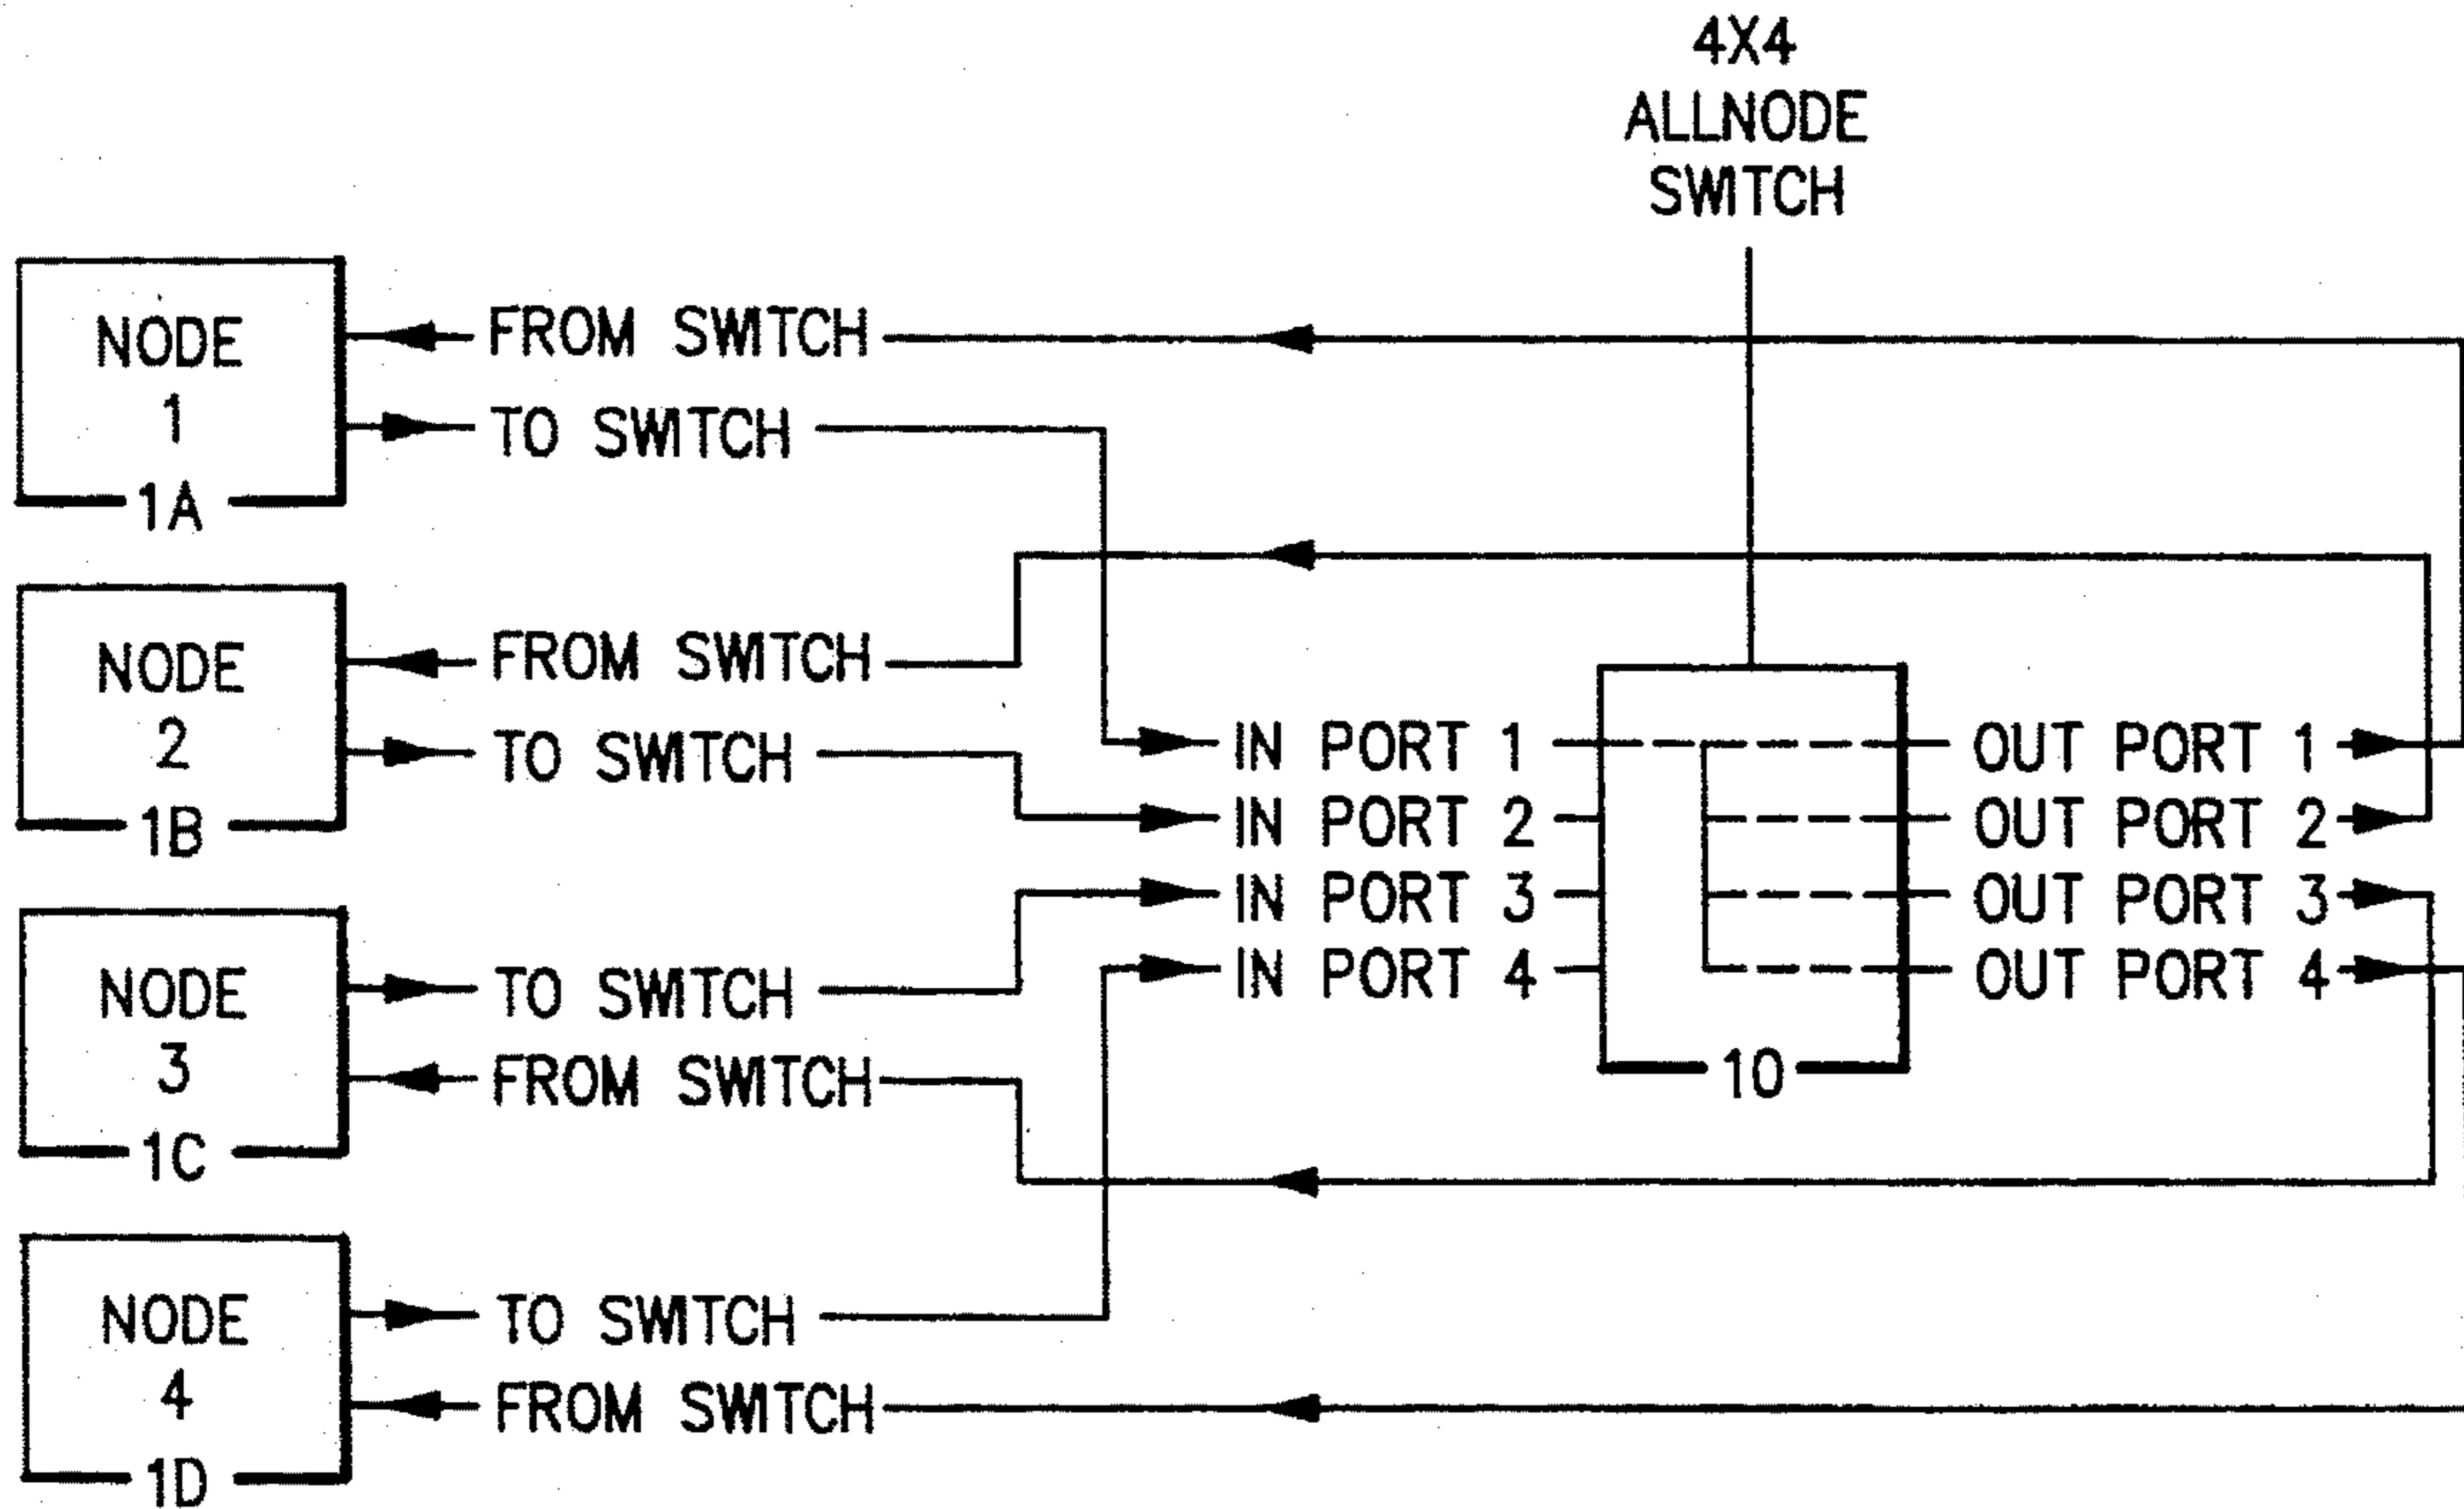 4X4
ALLNODE
SWITCH
NODE
1
1A
FROM SWITCH
TO SWITCH
NODE
2
1B
FROM SWITCH
TO SWITCH
NODE
3
1C
TO SWITCH
FROM SWITCH
NODE
4
1D
TO SWITCH
FROM SWITCH
IN PORT 1
IN PORT 2
IN PORT 3
IN PORT 4
10
OUT PORT 1
OUT PORT 2
OUT PORT 3
OUT PORT 4